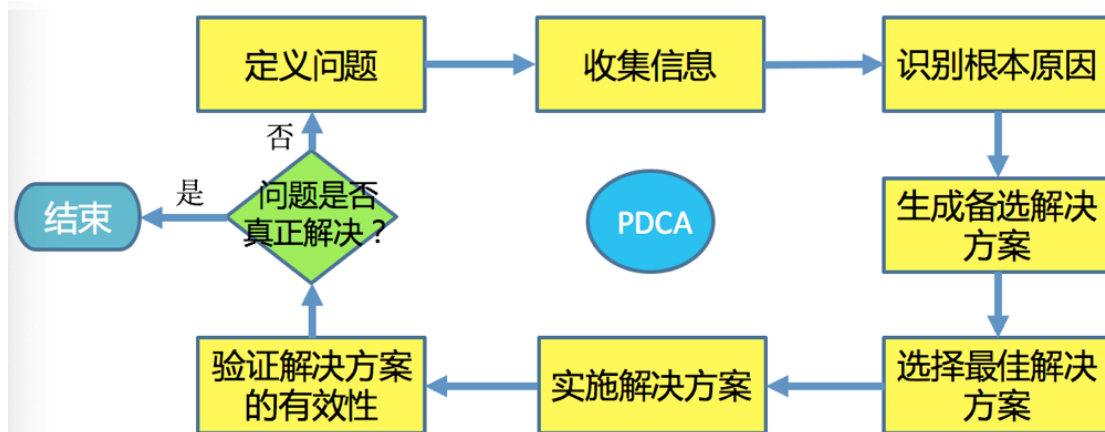 定义问题
收集信息
识别根本原因
否
是
结束
问题是否
真正解决？
PDCA
生成备选解决
方案
验证解决方案
的有效性
实施解决方案
选择最佳解决
方案